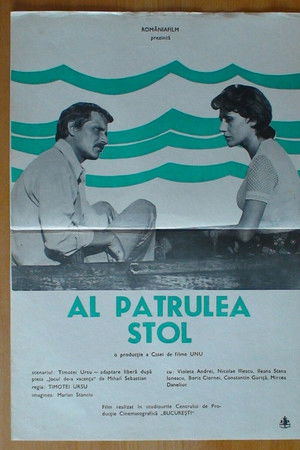 ROMÂNIAFILM
prezintă
AL PATRULEA
STOL
o producție a Casei de filme UNU
scenariul: Timotei Ursu – adaptare liberă după
piesa „Jocul de-a vacanța" de Mihail Sebastian
regia: TIMOTEI URSU
imaginea: Marian Stanciu
cu: Violeta Andrei, Nicolae Iliescu, Ileana Stana
Ionescu, Boris Ciornei, Constantin Guriță, Mircea
Daneliuc
Film realizat în studiourile Centrului de Pro-
ducție Cinematografică „BUCUREȘTI"